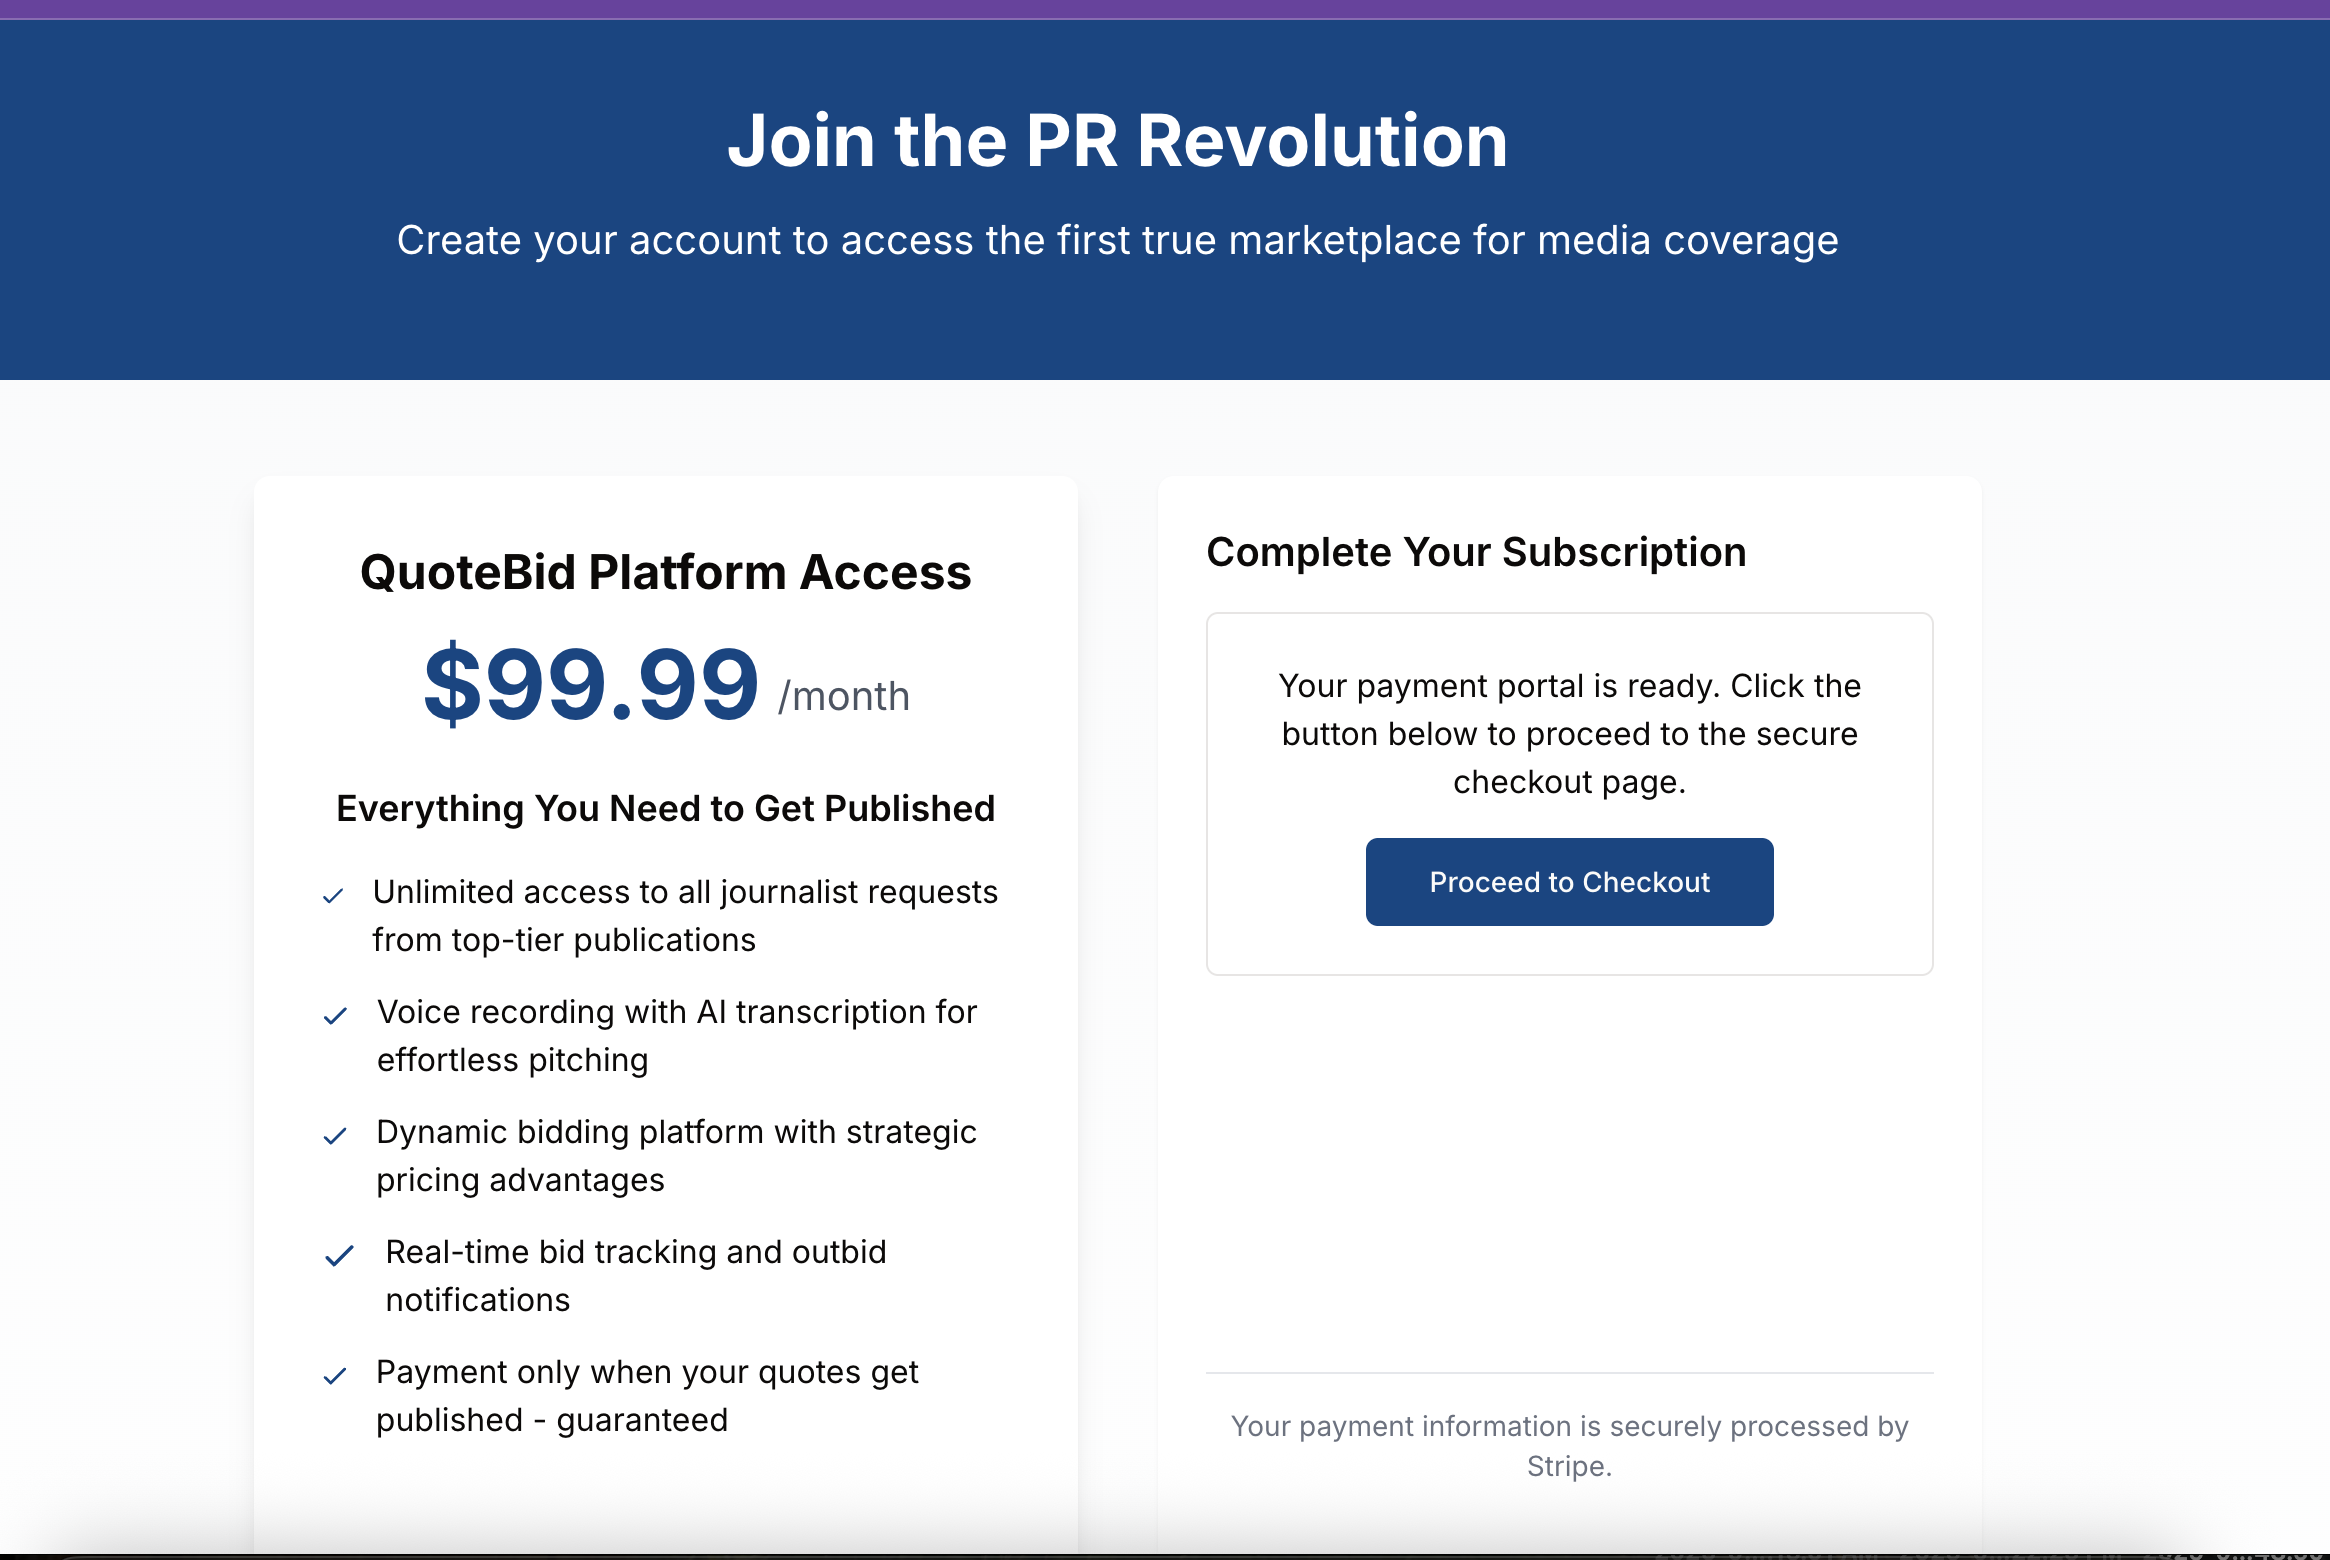 Join the PR Revolution
Create your account to access the first true marketplace for media coverage
QuoteBid Platform Access
$99.99 /month
Everything You Need to Get Published
Unlimited access to all journalist requests
from top-tier publications
Voice recording with AI transcription for
effortless pitching
Dynamic bidding platform with strategic
pricing advantages
Real-time bid tracking and outbid
notifications
Payment only when your quotes get
published - guaranteed
Complete Your Subscription
Your payment portal is ready. Click the
button below to proceed to the secure
checkout page.
Proceed to Checkout
Your payment information is securely processed by
Stripe.